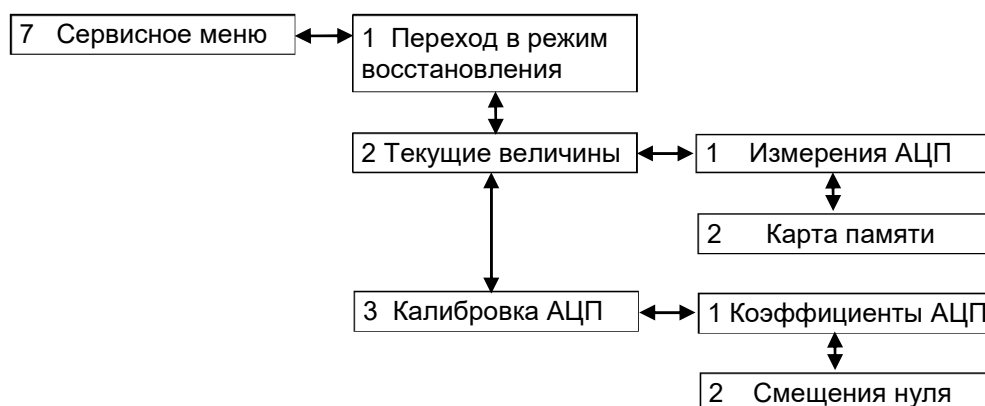 7 Сервисное меню
1 Переход в режим
восстановления
2 Текущие величины
1 Измерения АЦП
2 Карта памяти
3 Калибровка АЦП
1 Коэффициенты АЦП
2 Смещения нуля